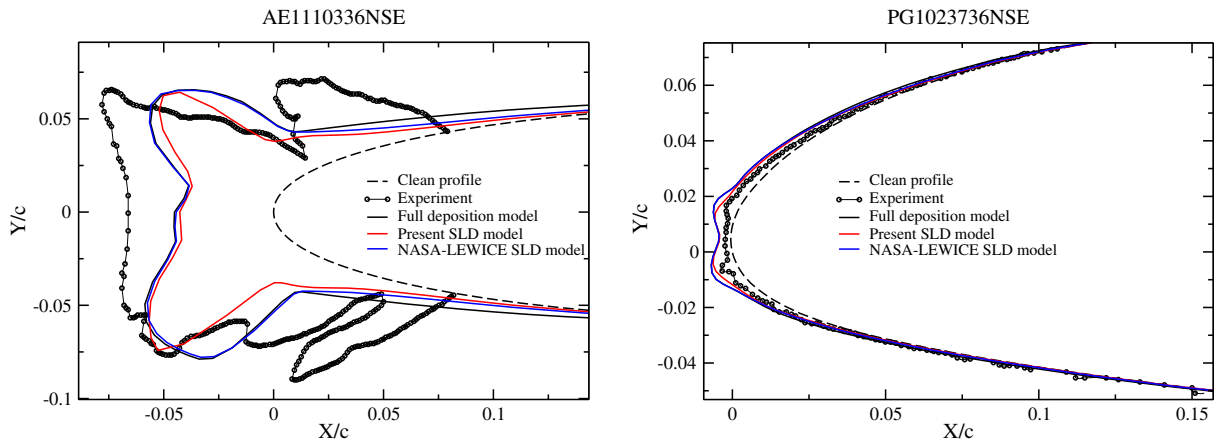 AE1110336NSE
0.05
0
-0.05
-0.1
Y/c
-0.05
0
0.05
0.1
X/c
Clean profile
Experiment
Full deposition model
Present SLD model
NASA-LEWICE SLD model
PG1023736NSE
0.06
0.04
0.02
0
-0.02
-0.04
Y/c
0
0.05
0.1
0.15
X/c
Clean profile
Experiment
Full deposition model
Present SLD model
NASA-LEWICE SLD model